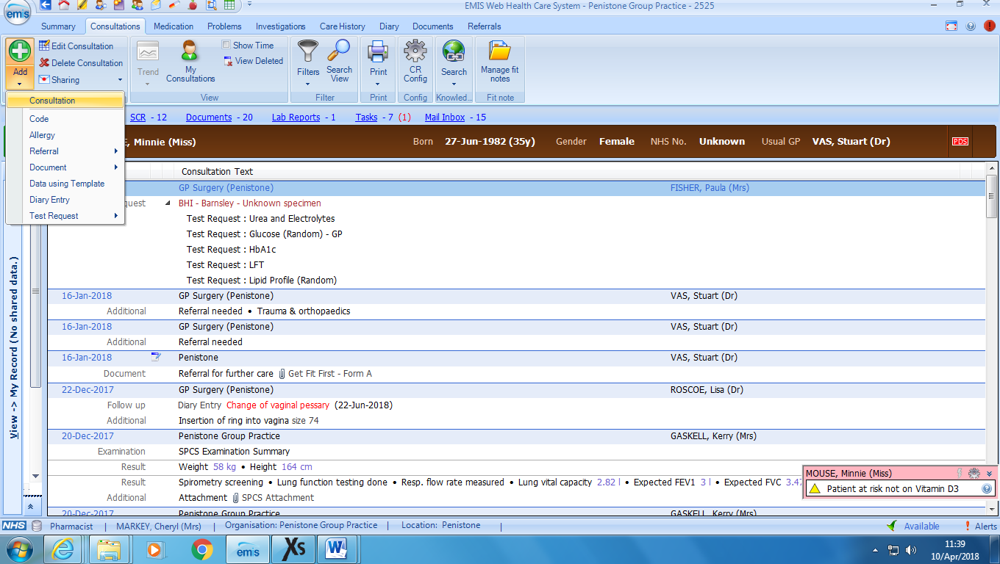 EMIS Web Health Care System - Penistone Group Practice - 2525
emis
Summary Consultations Medication Problems Investigations Care History Diary Documents Referrals
Add
Edit Consultation
Delete Consultation
Sharing
Trend
My Consultations
Show Time
View Deleted
View
Filters
Search View
Filter
Print
Print
CR Config
Config
Search
Knowled...
Manage fit notes
Fit note
Consultation
Code
Allergy
Referral
Document
Data using Template
Diary Entry
Test Request
SCR - 12 Documents - 20 Lab Reports - 1 Tasks - 7 (1) Mail Inbox - 15
E, Minnie (Miss) Born 27-Jun-1982 (35y) Gender Female NHS No. Unknown Usual GP VAS, Stuart (Dr) PDS
View --> My Record (No shared data.)
Consultation Text
GP Surgery (Penistone) FISHER, Paula (Mrs)
quest BHI - Barnsley - Unknown specimen
Test Request : Urea and Electrolytes
Test Request : Glucose (Random) - GP
Test Request : HbA1c
Test Request : LFT
Test Request : Lipid Profile (Random)
16-Jan-2018 GP Surgery (Penistone) VAS, Stuart (Dr)
Additional Referral needed • Trauma & orthopaedics
16-Jan-2018 GP Surgery (Penistone) VAS, Stuart (Dr)
Additional Referral needed
16-Jan-2018 Penistone VAS, Stuart (Dr)
Document Referral for further care Get Fit First - Form A
22-Dec-2017 GP Surgery (Penistone) ROSCOE, Lisa (Dr)
Follow up Diary Entry Change of vaginal pessary (22-Jun-2018)
Additional Insertion of ring into vagina size 74
20-Dec-2017 Penistone Group Practice GASKELL, Kerry (Mrs)
Examination SPCS Examination Summary
Result Weight 58 kg • Height 164 cm
Result Spirometry screening • Lung function testing done • Resp. flow rate measured • Lung vital capacity 2.82 l • Expected FEV1 3 l • Expected FVC 3.47
Additional Attachment SPCS Attachment
20-Dec-2017 Penistone Group Practice GASKELL, Kerry (Mrs)
MOUSE, Minnie (Miss)
Patient at risk not on Vitamin D3
NHS Pharmacist | MARKEY, Cheryl (Mrs) | Organisation: Penistone Group Practice | Location: Penistone | Available ! Alerts
emis Xs W
11:39
10/Apr/2018